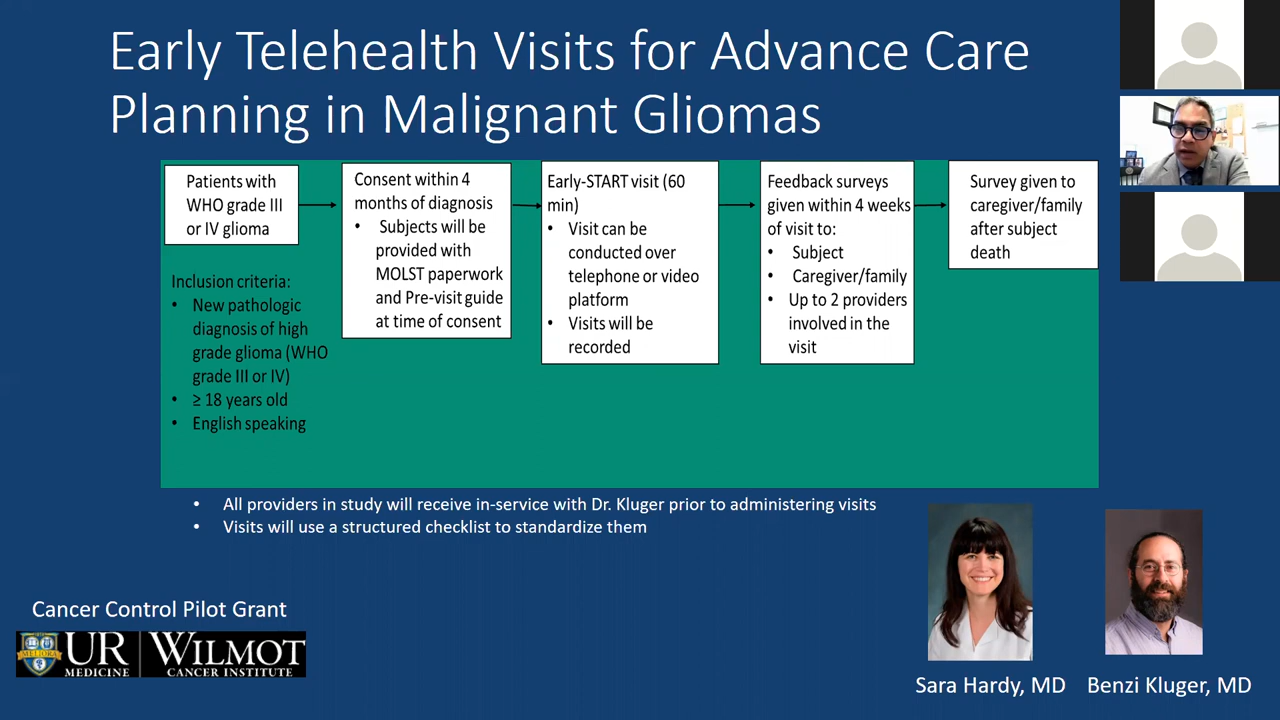 Early Telehealth Visits for Advance Care
Planning in Malignant Gliomas
Patients with
WHO grade III
or IV glioma
Inclusion criteria:
• New pathologic
diagnosis of high
grade glioma (WHO
grade III or IV)
• ≥ 18 years old
• English speaking
Consent within 4
months of diagnosis
• Subjects will be
provided with
MOLST paperwork
and Pre-visit guide
at time of consent
Early-START visit (60
min)
• Visit can be
conducted over
telephone or video
platform
• Visits will be
recorded
Feedback surveys
given within 4 weeks
of visit to:
• Subject
• Caregiver/family
• Up to 2 providers
involved in the
visit
Survey given to
caregiver/family
after subject
death
• All providers in study will receive in-service with Dr. Kluger prior to administering visits
• Visits will use a structured checklist to standardize them
Cancer Control Pilot Grant
MELIORA
UR
MEDICINE
WILMOT
CANCER INSTITUTE
Sara Hardy, MD
Benzi Kluger, MD